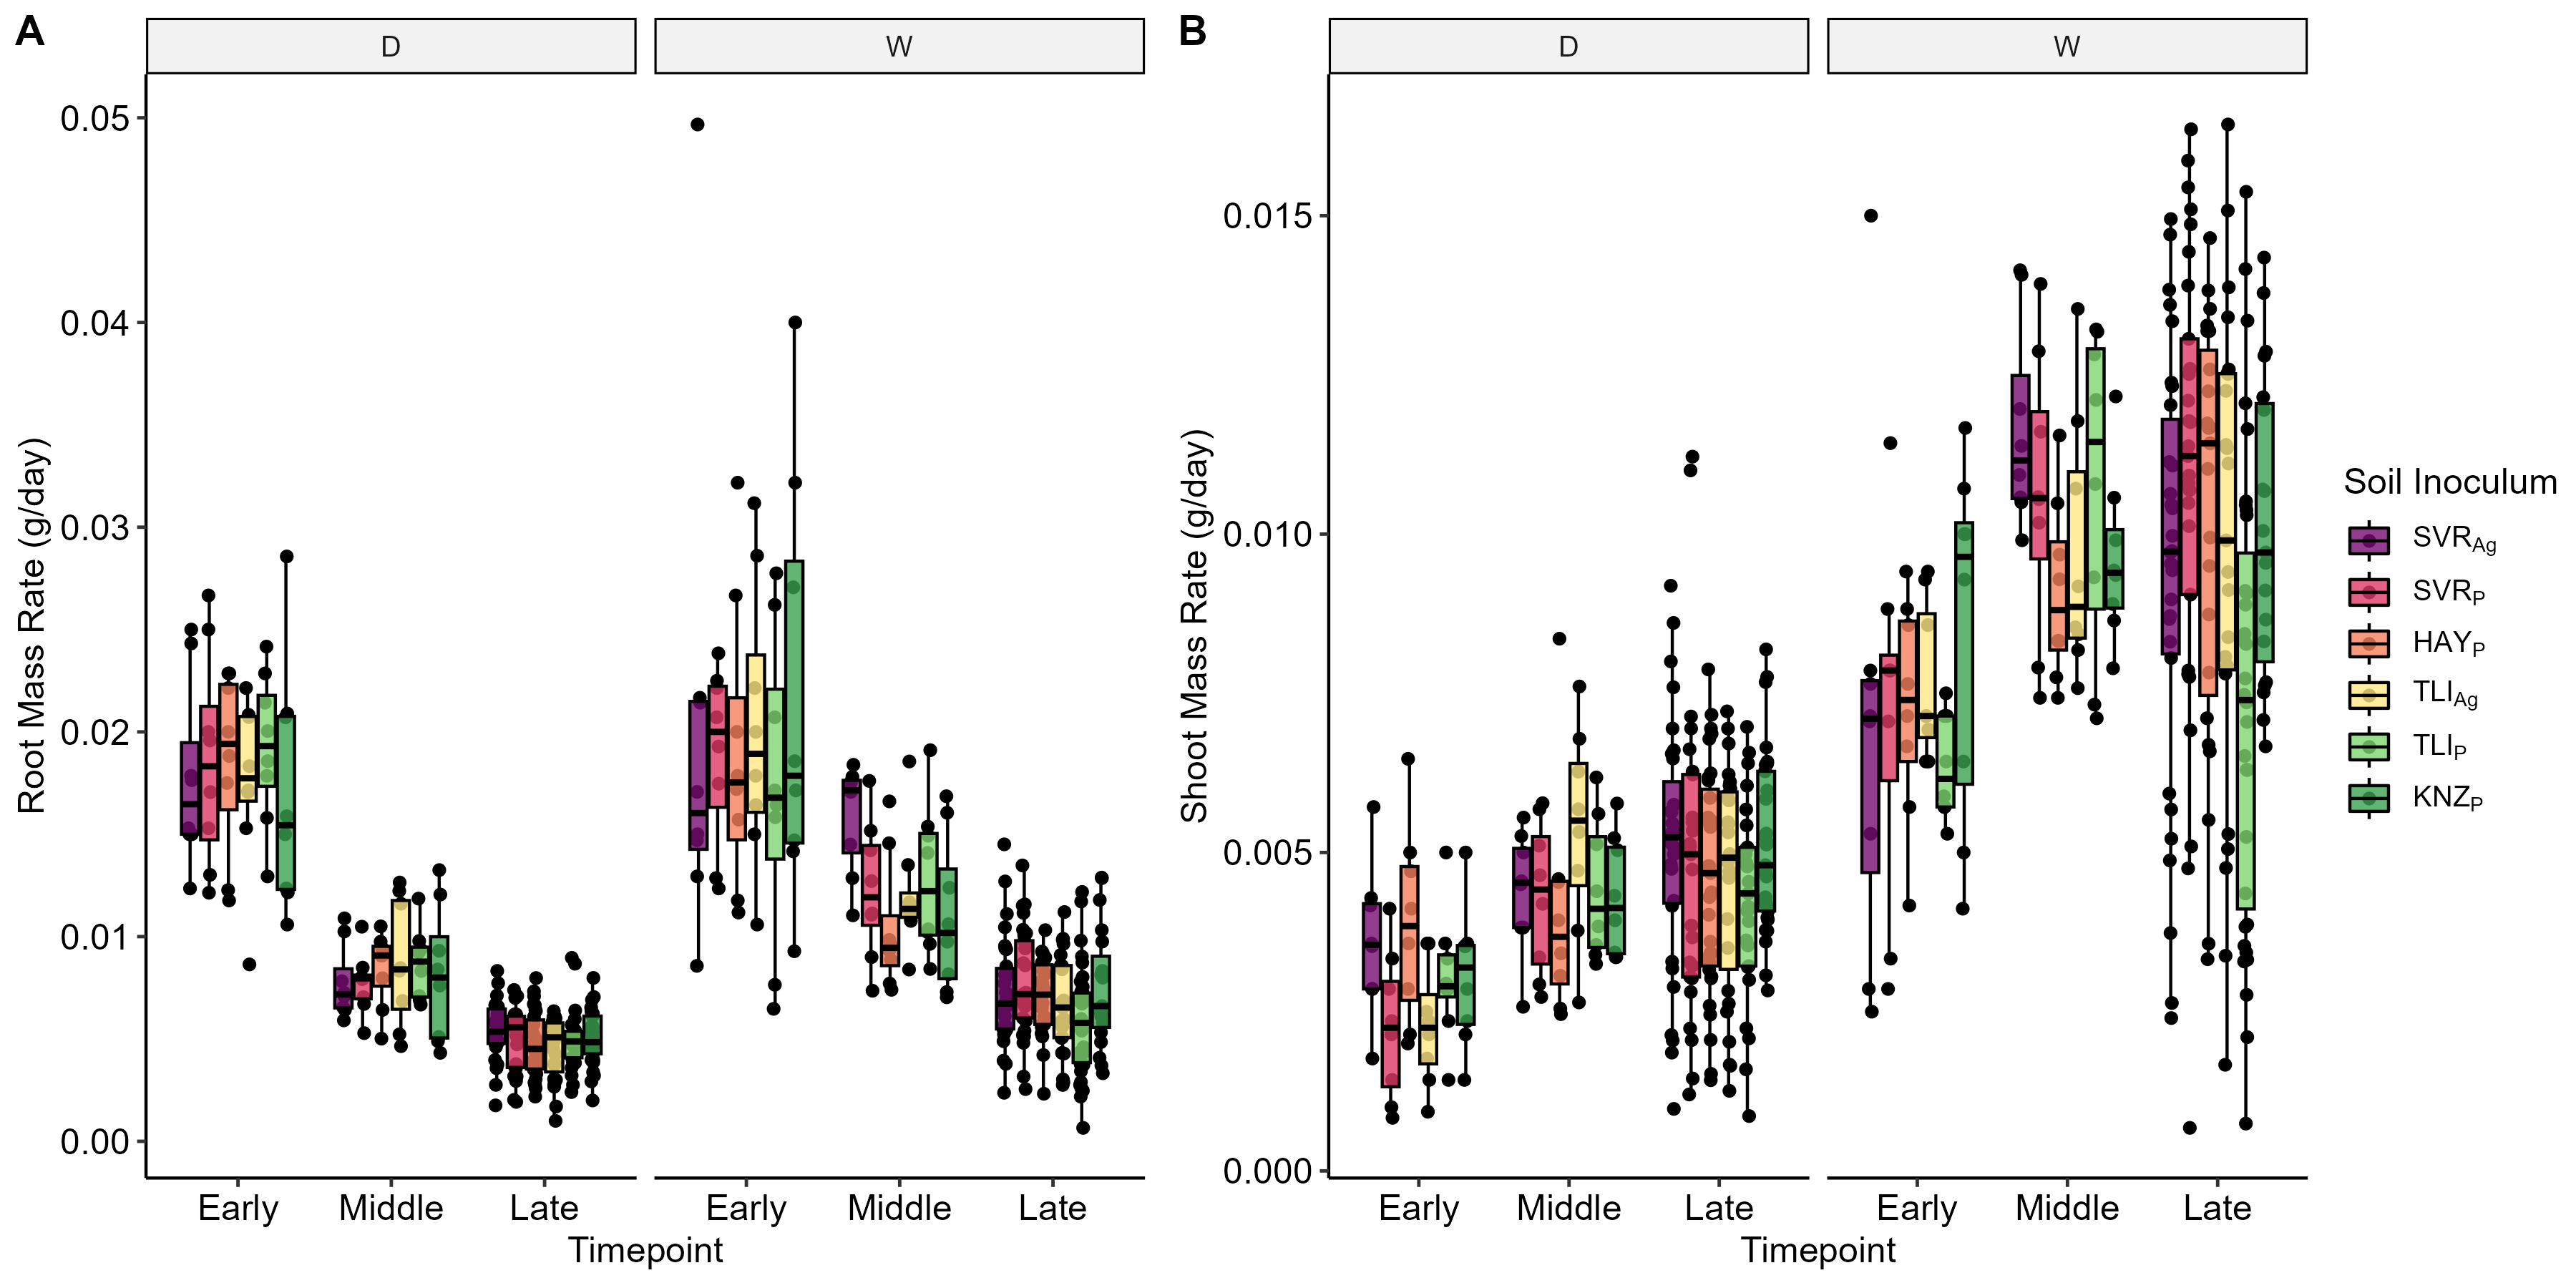 A
D
W
Root Mass Rate (g/day)
0.05
0.04
0.03
0.02
0.01
0.00
Early
Middle
Late
Early
Middle
Late
Timepoint
B
D
W
Shoot Mass Rate (g/day)
0.015
0.010
0.005
0.000
Early
Middle
Late
Early
Middle
Late
Timepoint
Soil Inoculum
SVRAg
SVRP
HAYP
TLIAg
TLIP
KNZP